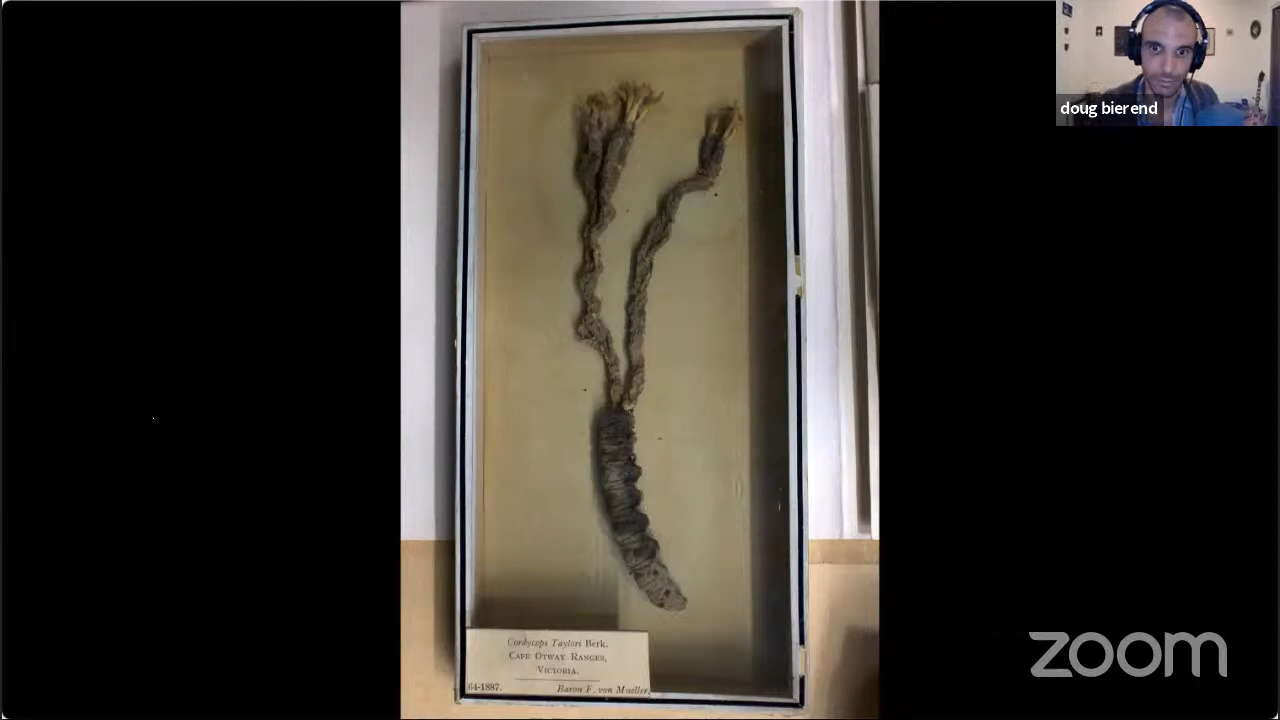 doug bierend
Cordyceps Taylori Berk.
Cape Otway Ranges,
Victoria.
64-1887.
Baron F. von Mueller.
zoom